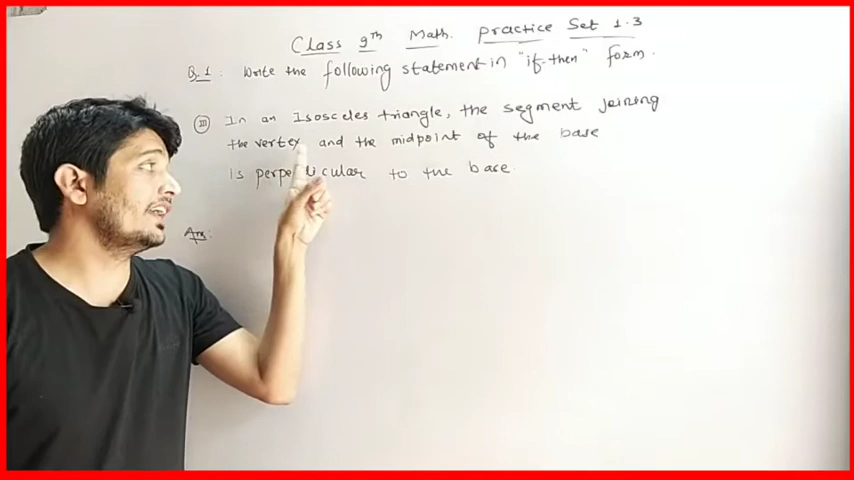 Class 9th Math. Practice Set 1.3
Q.1: Write the following statement in "if-then" form.
(III) In an Isosceles triangle, the segment joining
the vertex and the midpoint of the base
is perpendicular to the base.
Ans: